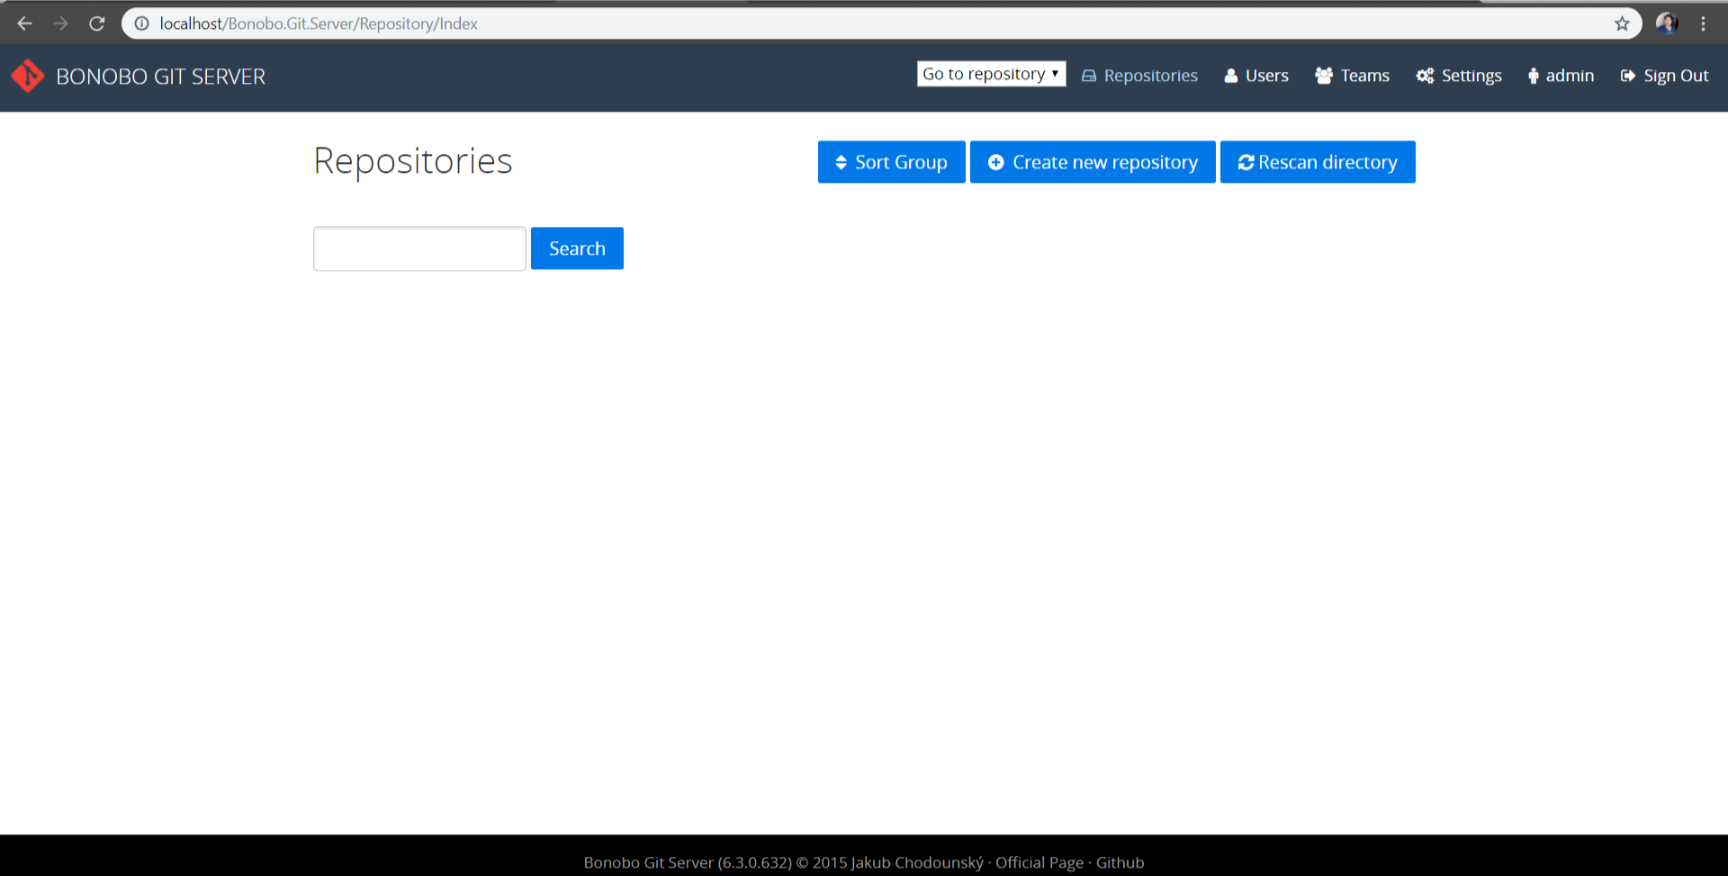 localhost/Bonobo.Git.Server/Repository/Index
BONOBO GIT SERVER
Go to repository
Repositories
Users
Teams
Settings
admin
Sign Out
Repositories
Sort Group
Create new repository
Rescan directory
Search
Bonobo Git Server (6.3.0.632) © 2015 Jakub Chodounský · Official Page · Github